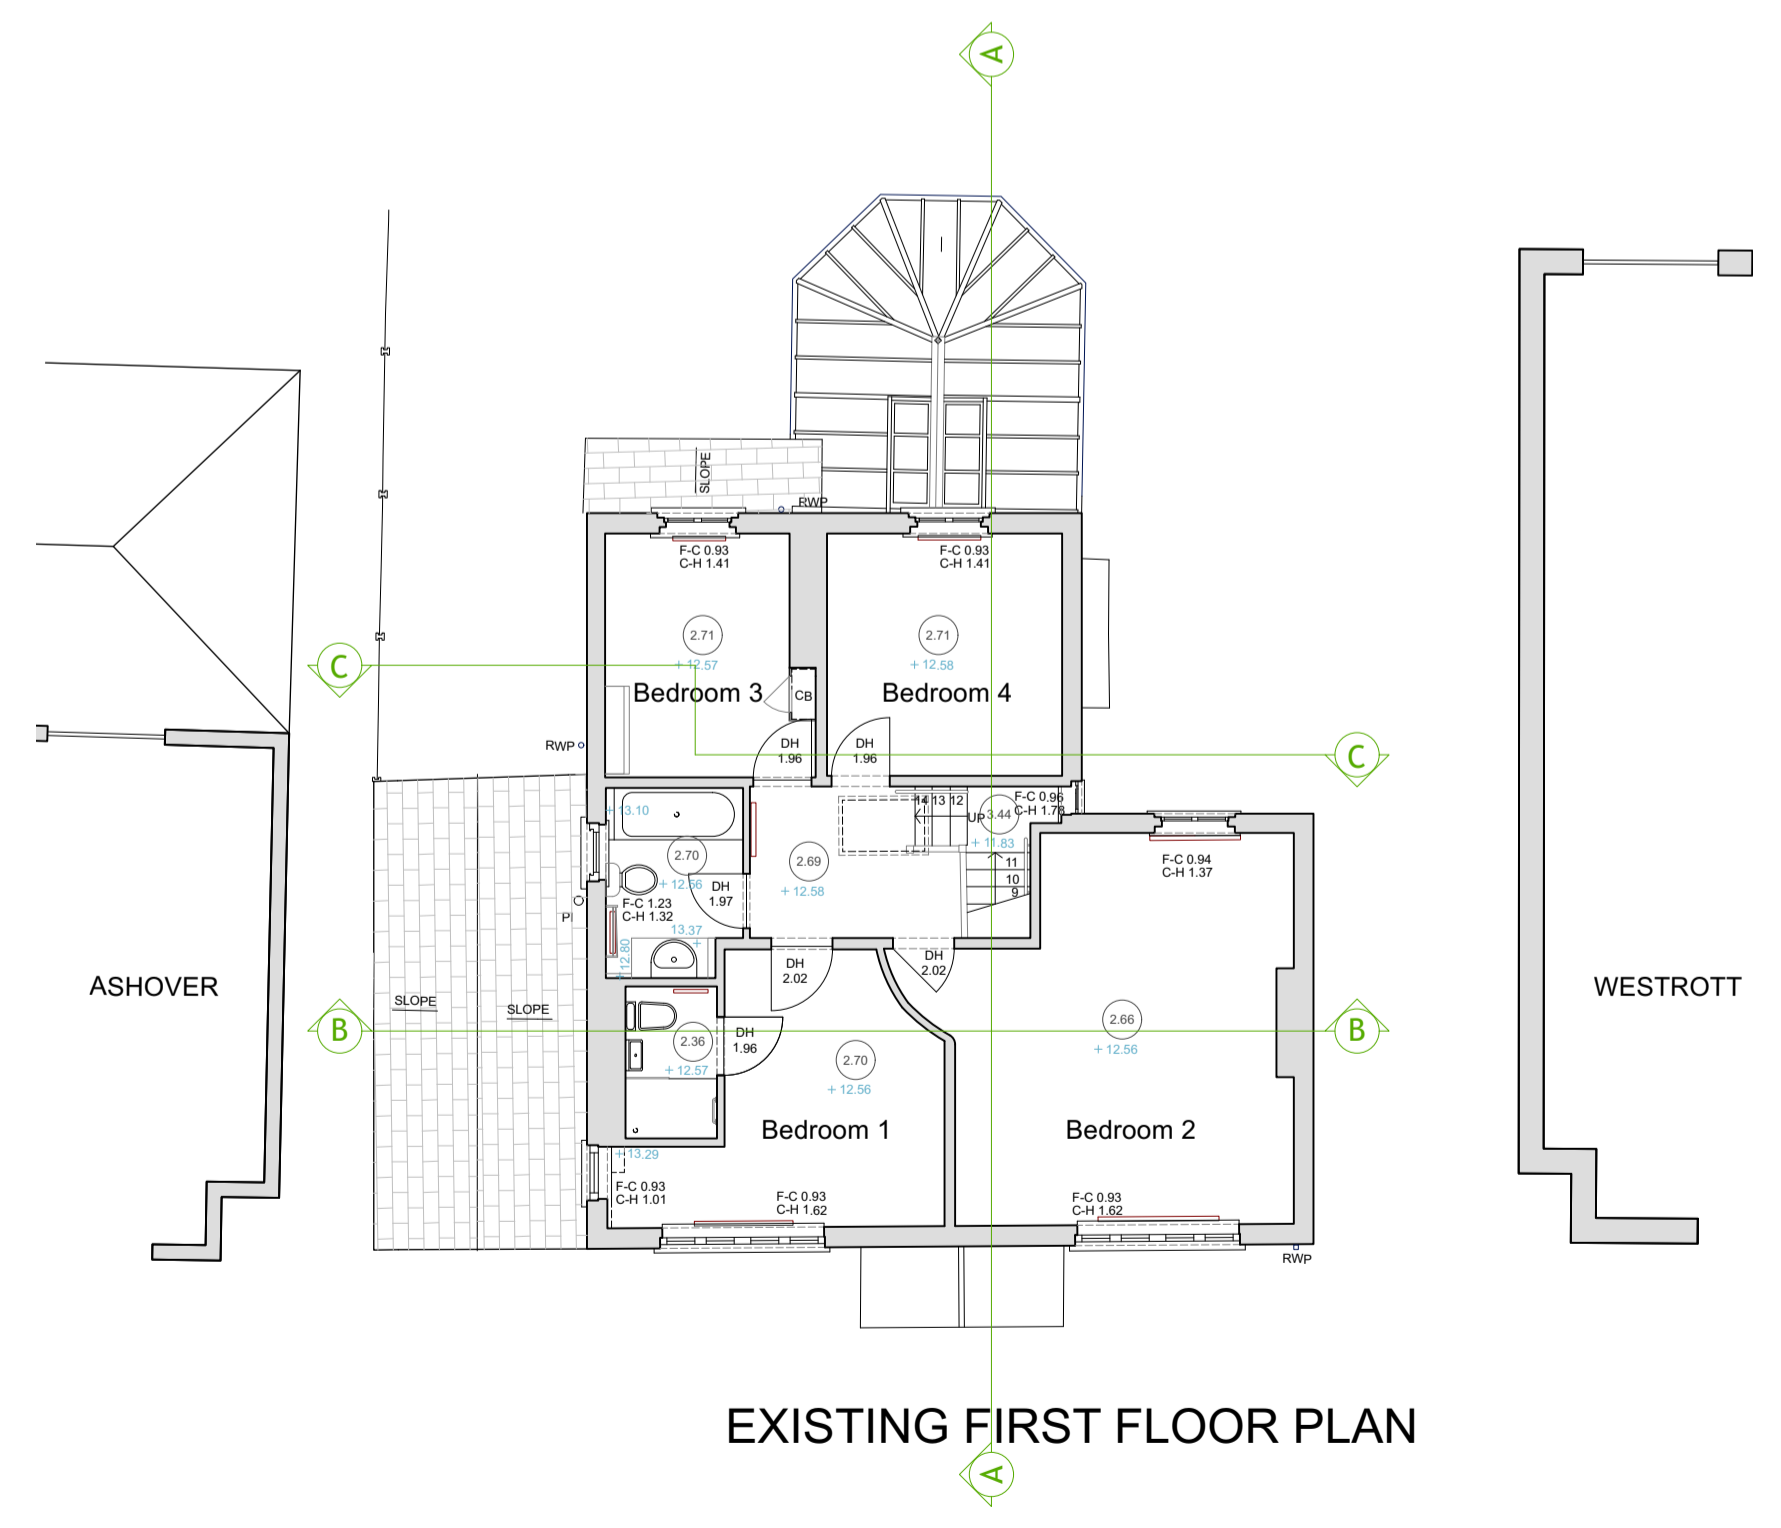 A
SLOPE
RWP
F-C 0.93
C-H 1.41
F-C 0.93
C-H 1.41
2.71
+12.57
2.71
+12.58
C
Bedroom 3
CB
Bedroom 4
RWP
DH
1.96
DH
1.96
C
+13.10
14 13 12
UP
3.44
F-C 0.96
C-H 1.78
+11.83
2.70
+12.56
2.69
+12.58
11
10
9
F-C 0.94
C-H 1.37
DH
1.97
F-C 1.23
C-H 1.32
13.37
+
+12.80
DH
2.02
DH
2.02
ASHOVER
WESTROTT
SLOPE
SLOPE
B
2.36
+12.57
DH
1.96
2.70
+12.56
2.66
+12.56
B
Bedroom 1
Bedroom 2
+13.29
F-C 0.93
C-H 1.01
F-C 0.93
C-H 1.62
F-C 0.93
C-H 1.62
RWP
EXISTING FIRST FLOOR PLAN
A